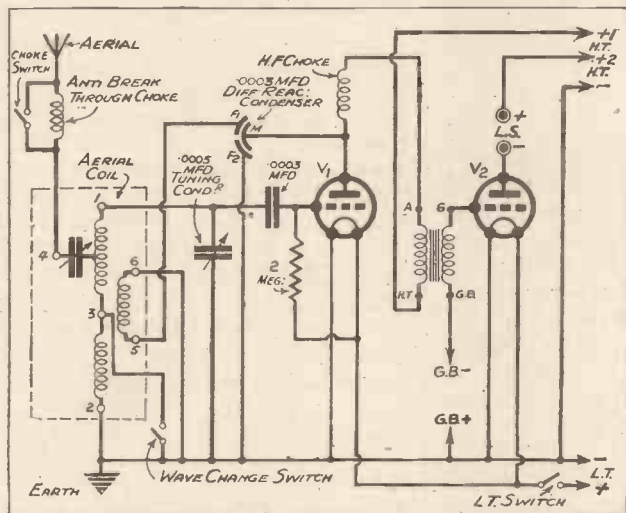 AERIAL
CHOKE
SWITCH
ANTI BREAK
THROUGH CHOKE
AERIAL
COIL
.0005
MFD
TUNING
COND.R
H.F CHOKE
.0003 MFD
DIFF REAC:
CONDENSER
F1
M
F2
.0003
MFD
V1
2
MEG:
1
4
6
3
5
2
A
G
H.T
G.B.
G.B.-
G.B.+
+1
H.T.
+2
H.T.
-
+
L.S.
-
V2
-
L.T.
+
L.T. SWITCH
WAVE CHANGE SWITCH
EARTH